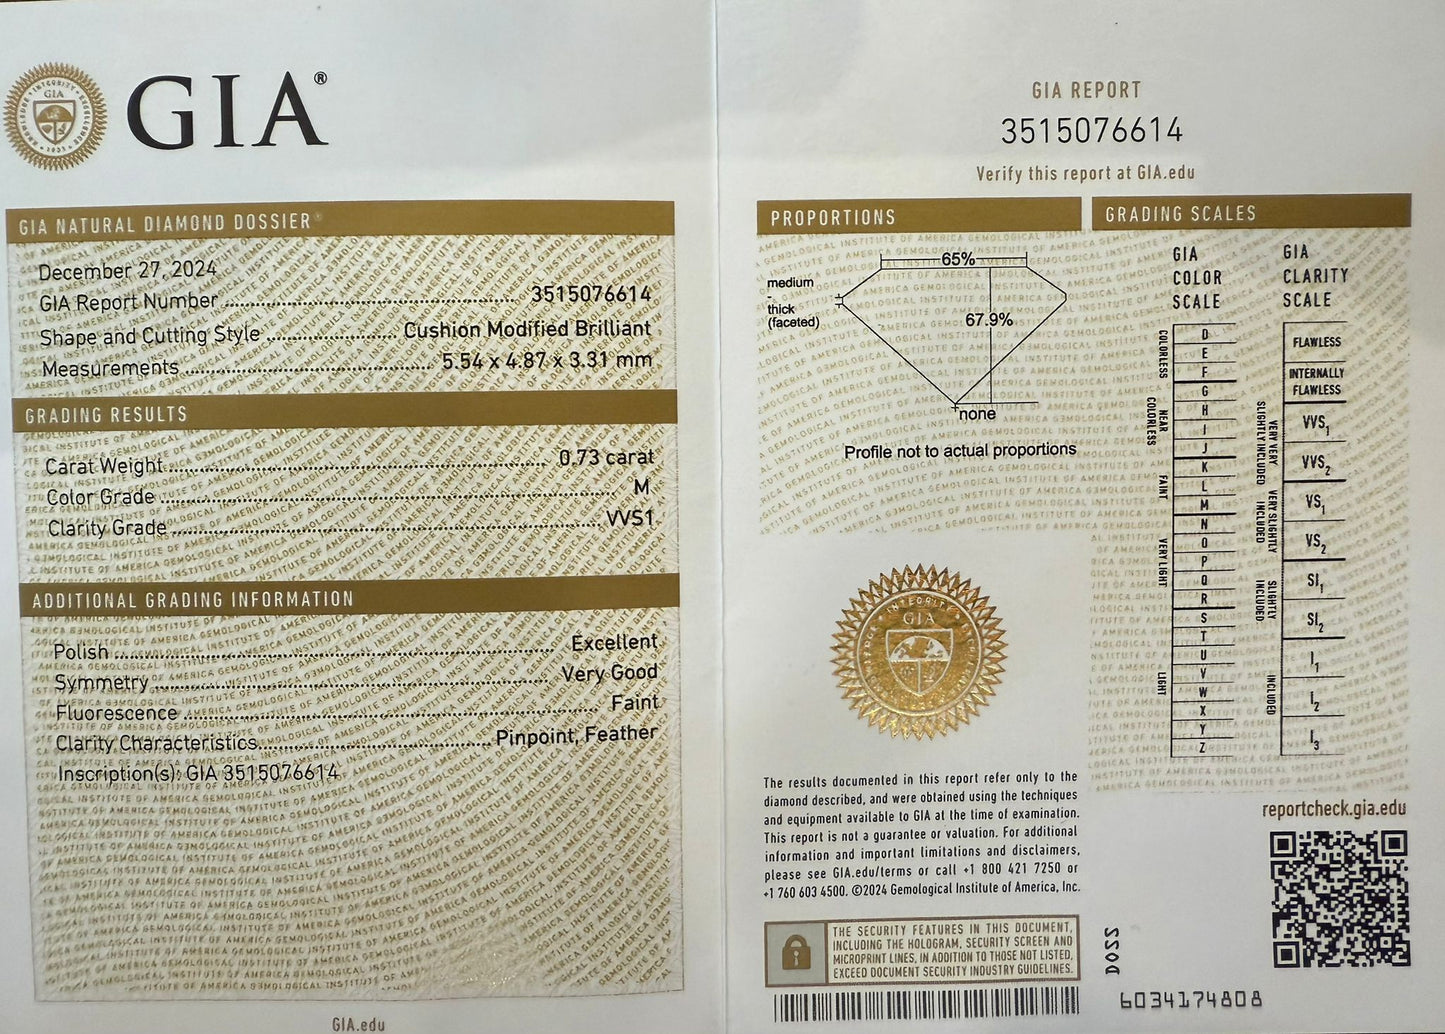 GIA®
GIA NATURAL DIAMOND DOSSIER®
December 27, 2024
GIA Report Number 3515076614
Shape and Cutting Style Cushion Modified Brilliant
Measurements 5.54 x 4.87 x 3.31 mm
GRADING RESULTS
Carat Weight 0.73 carat
Color Grade M
Clarity Grade VVS1
ADDITIONAL GRADING INFORMATION
Polish Excellent
Symmetry Very Good
Fluorescence Faint
Clarity Characteristics Pinpoint, Feather
Inscription(s): GIA 3515076614
GIA.edu
GIA REPORT
3515076614
Verify this report at GIA.edu
PROPORTIONS
65%
medium
-
thick
(faceted)
67.9%
none
Profile not to actual proportions
INTEGRITY
GIA
The results documented in this report refer only to the
diamond described, and were obtained using the techniques
and equipment available to GIA at the time of examination.
This report is not a guarantee or valuation. For additional
information and important limitations and disclaimers,
please see GIA.edu/terms or call +1 800 421 7250 or
+1 760 603 4500. ©2024 Gemological Institute of America, Inc.
THE SECURITY FEATURES IN THIS DOCUMENT,
INCLUDING THE HOLOGRAM, SECURITY SCREEN AND
MICROPRINT LINES, IN ADDITION TO THOSE NOT LISTED,
EXCEED DOCUMENT SECURITY INDUSTRY GUIDELINES.
GRADING SCALES
GIA
COLOR
SCALE
COLORLESS
D
E
F
NEAR
COLORLESS
G
H
I
J
FAINT
K
L
M
VERY LIGHT
N
O
P
Q
R
LIGHT
S
T
U
V
W
X
Y
Z
GIA
CLARITY
SCALE
FLAWLESS
INTERNALLY
FLAWLESS
VERY VERY
SLIGHTLY INCLUDED
VVS1
VVS2
VERY SLIGHTLY
INCLUDED
VS1
VS2
SLIGHTLY
INCLUDED
SI1
SI2
INCLUDED
I1
I2
I3
reportcheck.gia.edu
DOSS
6034174808